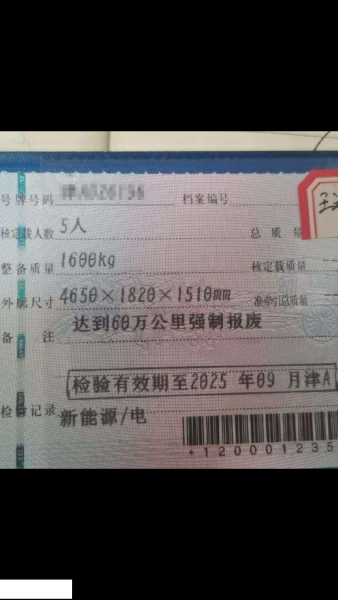 号牌号码 档案编号
核定载人数 5人 总质量
整备质量 1600kg 核定载质量
外廓尺寸 4650×1820×1510mm 准牵引总质量
备注 达到60万公里强制报废
检验有效期至2025 年09 月津A
检验记录 新能源/电
+120001235